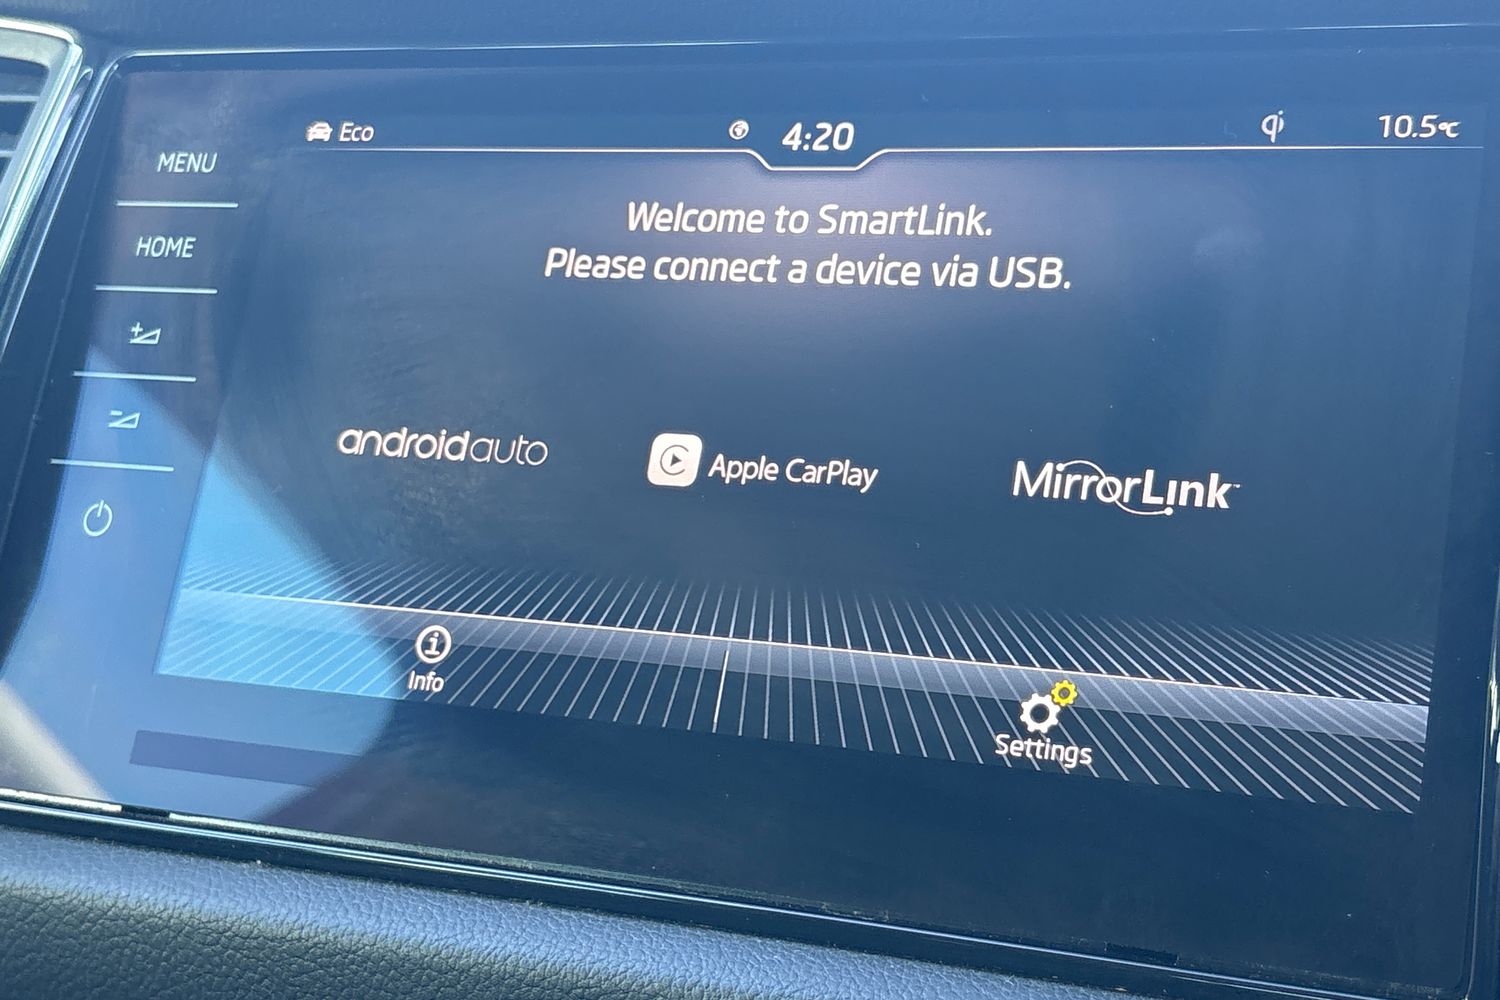 Eco
4:20
10.5°C
MENU
HOME
Welcome to SmartLink.
Please connect a device via USB.
androidauto
Apple CarPlay
MirrorLink™
Info
Settings